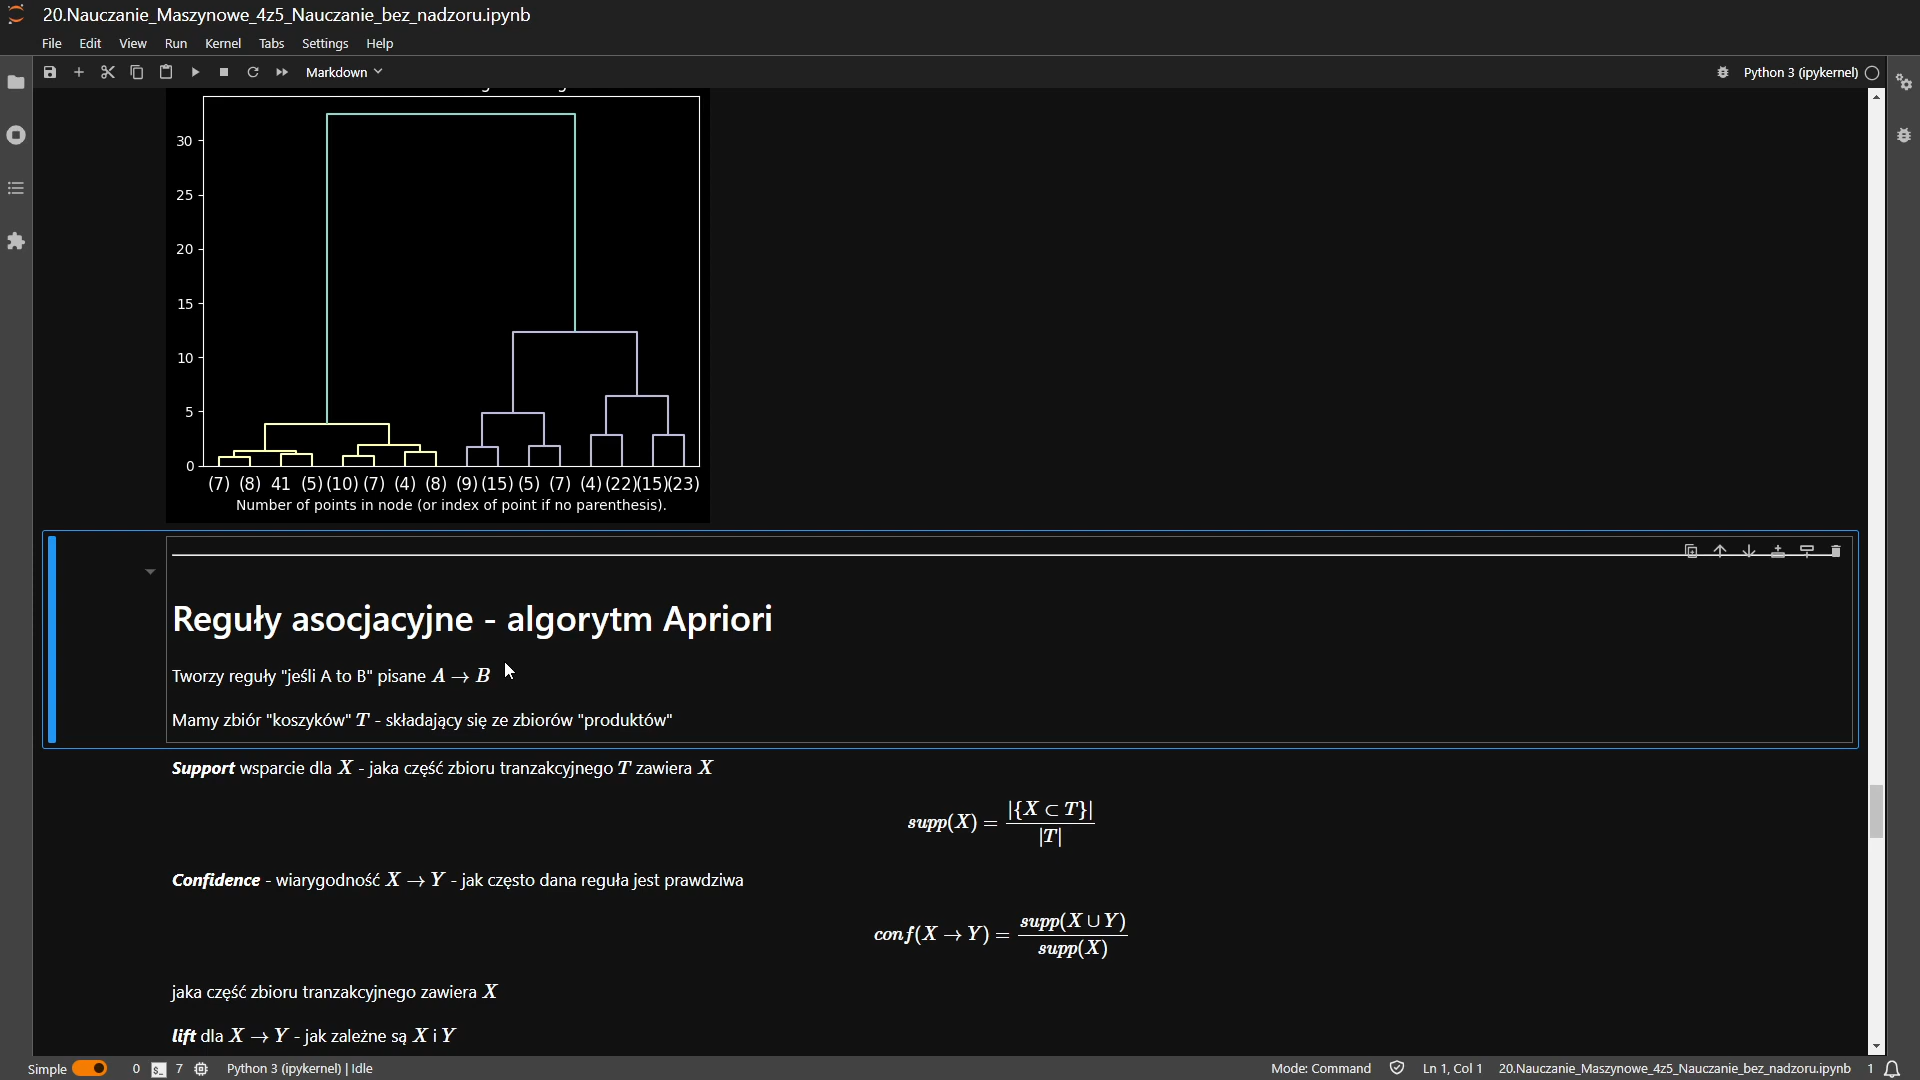 20.Nauczanie_Maszynowe_4z5_Nauczanie_bez_nadzoru.ipynb
File Edit View Run Kernel Tabs Settings Help
Markdown Python 3 (ipykernel)
30
25
20
15
10
5
0
(7) (8) 41 (5) (10) (7) (4) (8) (9) (15) (5) (7) (4) (22) (15) (23)
Number of points in node (or index of point if no parenthesis).
Reguły asocjacyjne - algorytm Apriori
Tworzy reguły "jeśli A to B" pisane A → B
Mamy zbiór "koszyków" T - składający się ze zbiorów "produktów"
Support wsparcie dla X - jaka część zbioru tranzakcyjnego T zawiera X
supp(X) = |{X ⊂ T}| / |T|
Confidence - wiarygodność X → Y - jak często dana reguła jest prawdziwa
conf(X → Y) = supp(X ∪ Y) / supp(X)
jaka część zbioru tranzakcyjnego zawiera X
lift dla X → Y - jak zależne są X i Y
Simple 0 7 Python 3 (ipykernel) | Idle Mode: Command Ln 1, Col 1 20.Nauczanie_Maszynowe_4z5_Nauczanie_bez_nadzoru.ipynb 1